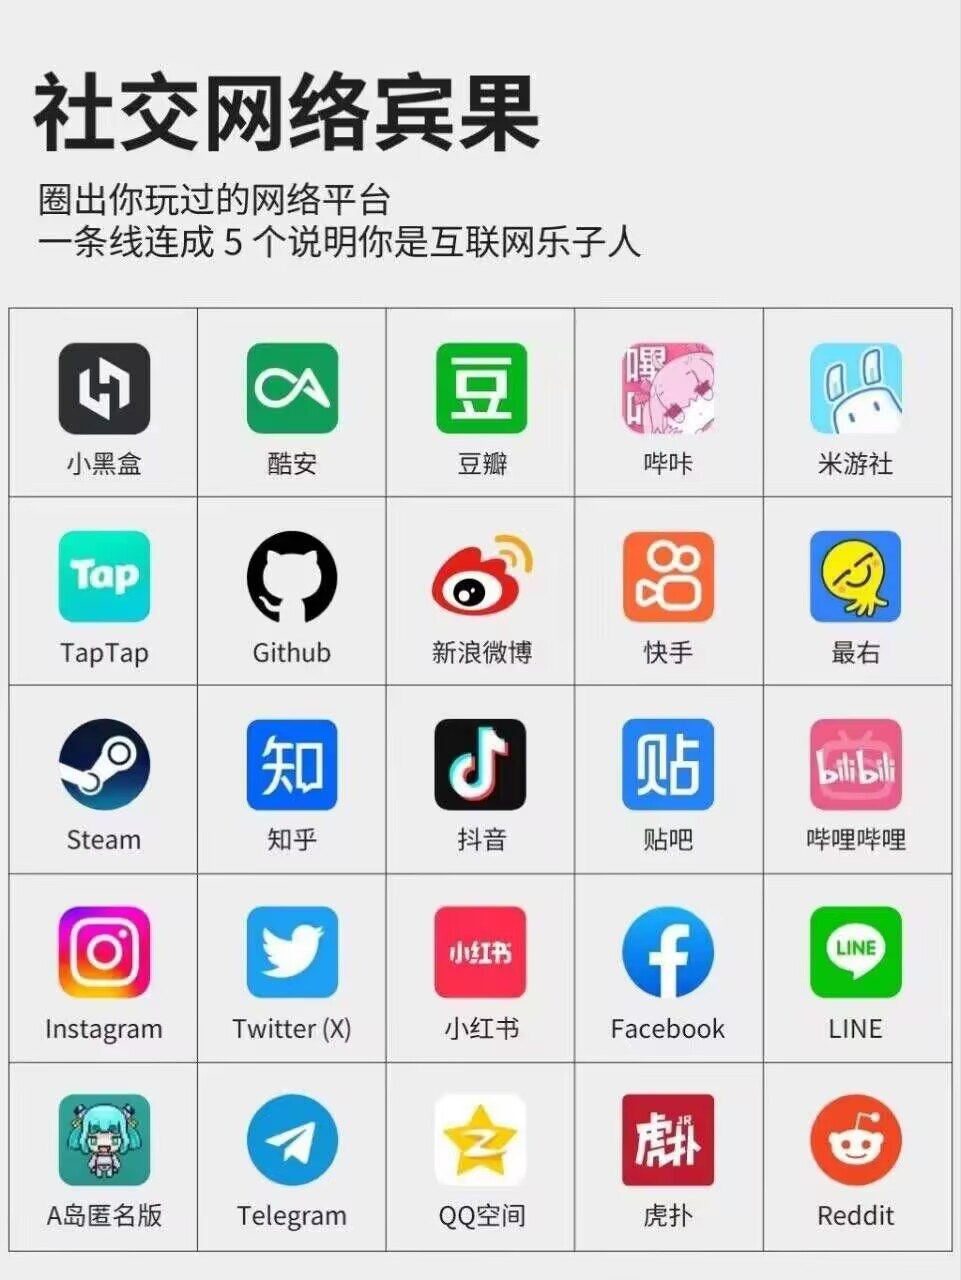 社交网络宾果
圈出你玩过的网络平台
一条线连成 5 个说明你是互联网乐子人
豆
哔咔
小黑盒 酷安 豆瓣 哔咔 米游社
Tap
TapTap Github 新浪微博 快手 最右
知 贴 bilibili
Steam 知乎 抖音 贴吧 哔哩哔哩
小红书 LINE
Instagram Twitter (X) 小红书 Facebook LINE
虎扑 JR
A岛匿名版 Telegram QQ空间 虎扑 Reddit